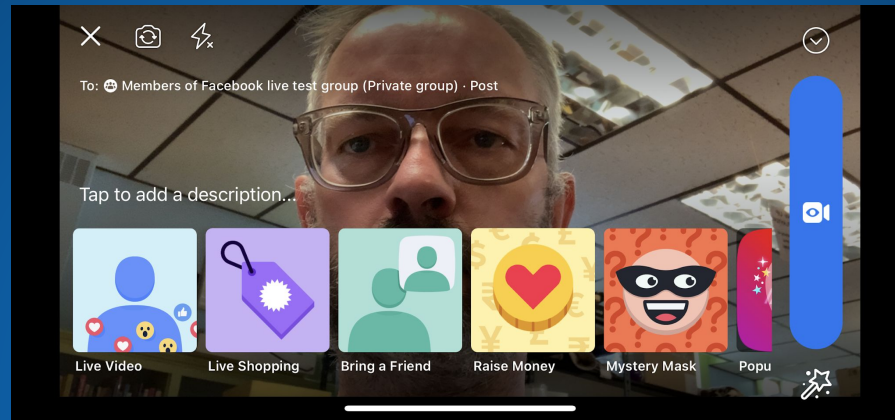 To: Members of Facebook live test group (Private group) · Post
Tap to add a description...
Live Video
Live Shopping
Bring a Friend
Raise Money
Mystery Mask
Popu